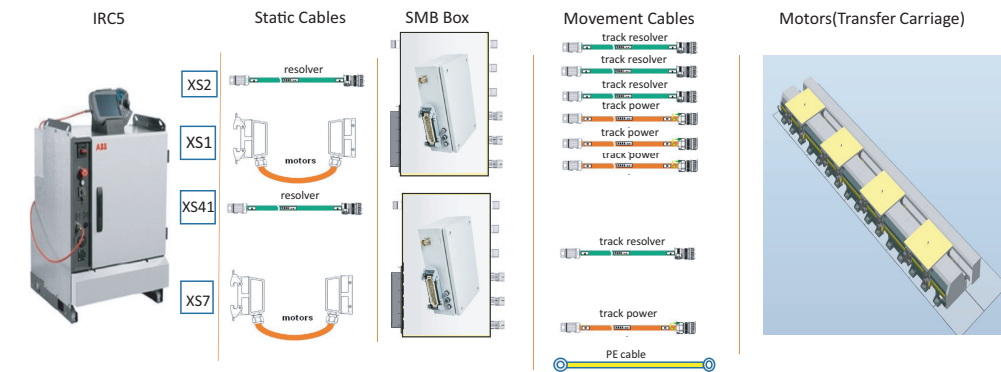 IRC5
Static Cables
SMB Box
Movement Cables
Motors(Transfer Carriage)
ABB
XS2
XS1
XS41
XS7
resolver
motors
resolver
motors
track resolver
track resolver
track resolver
track power
track power
track power
track resolver
track power
PE cable